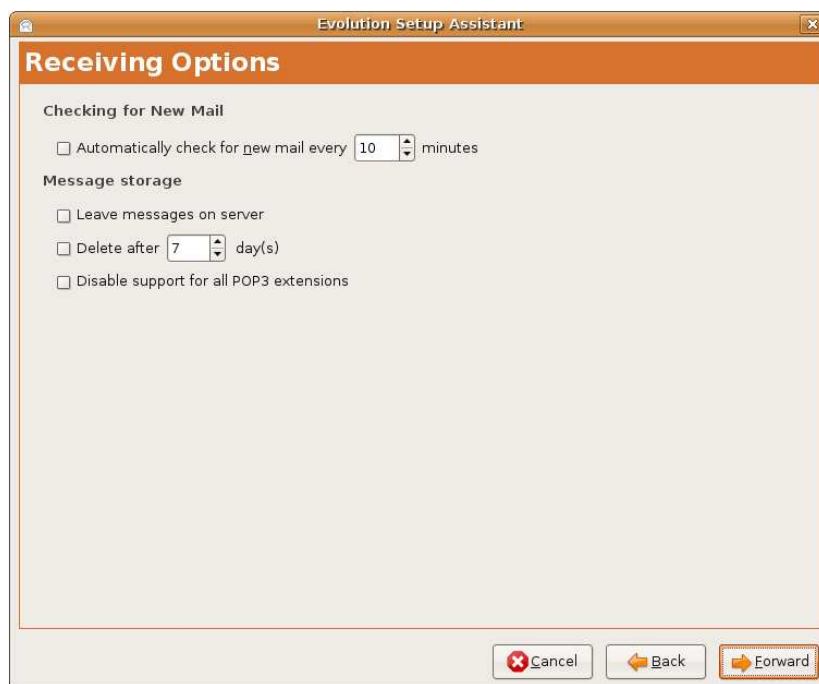 Evolution Setup Assistant
Receiving Options
Checking for New Mail
Automatically check for new mail every 10 minutes
Message storage
Leave messages on server
Delete after 7 day(s)
Disable support for all POP3 extensions
Cancel Back Forward